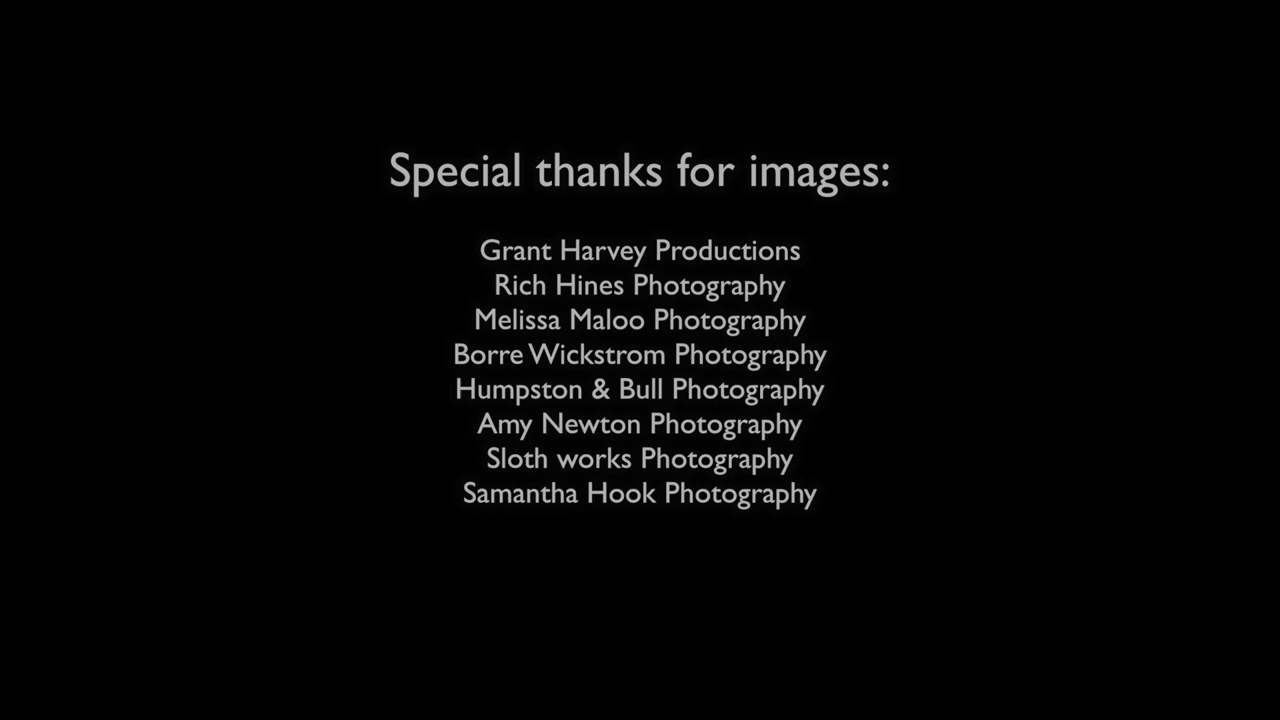 Special thanks for images:
Grant Harvey Productions
Rich Hines Photography
Melissa Maloo Photography
Borre Wickstrom Photography
Humpston & Bull Photography
Amy Newton Photography
Sloth works Photography
Samantha Hook Photography